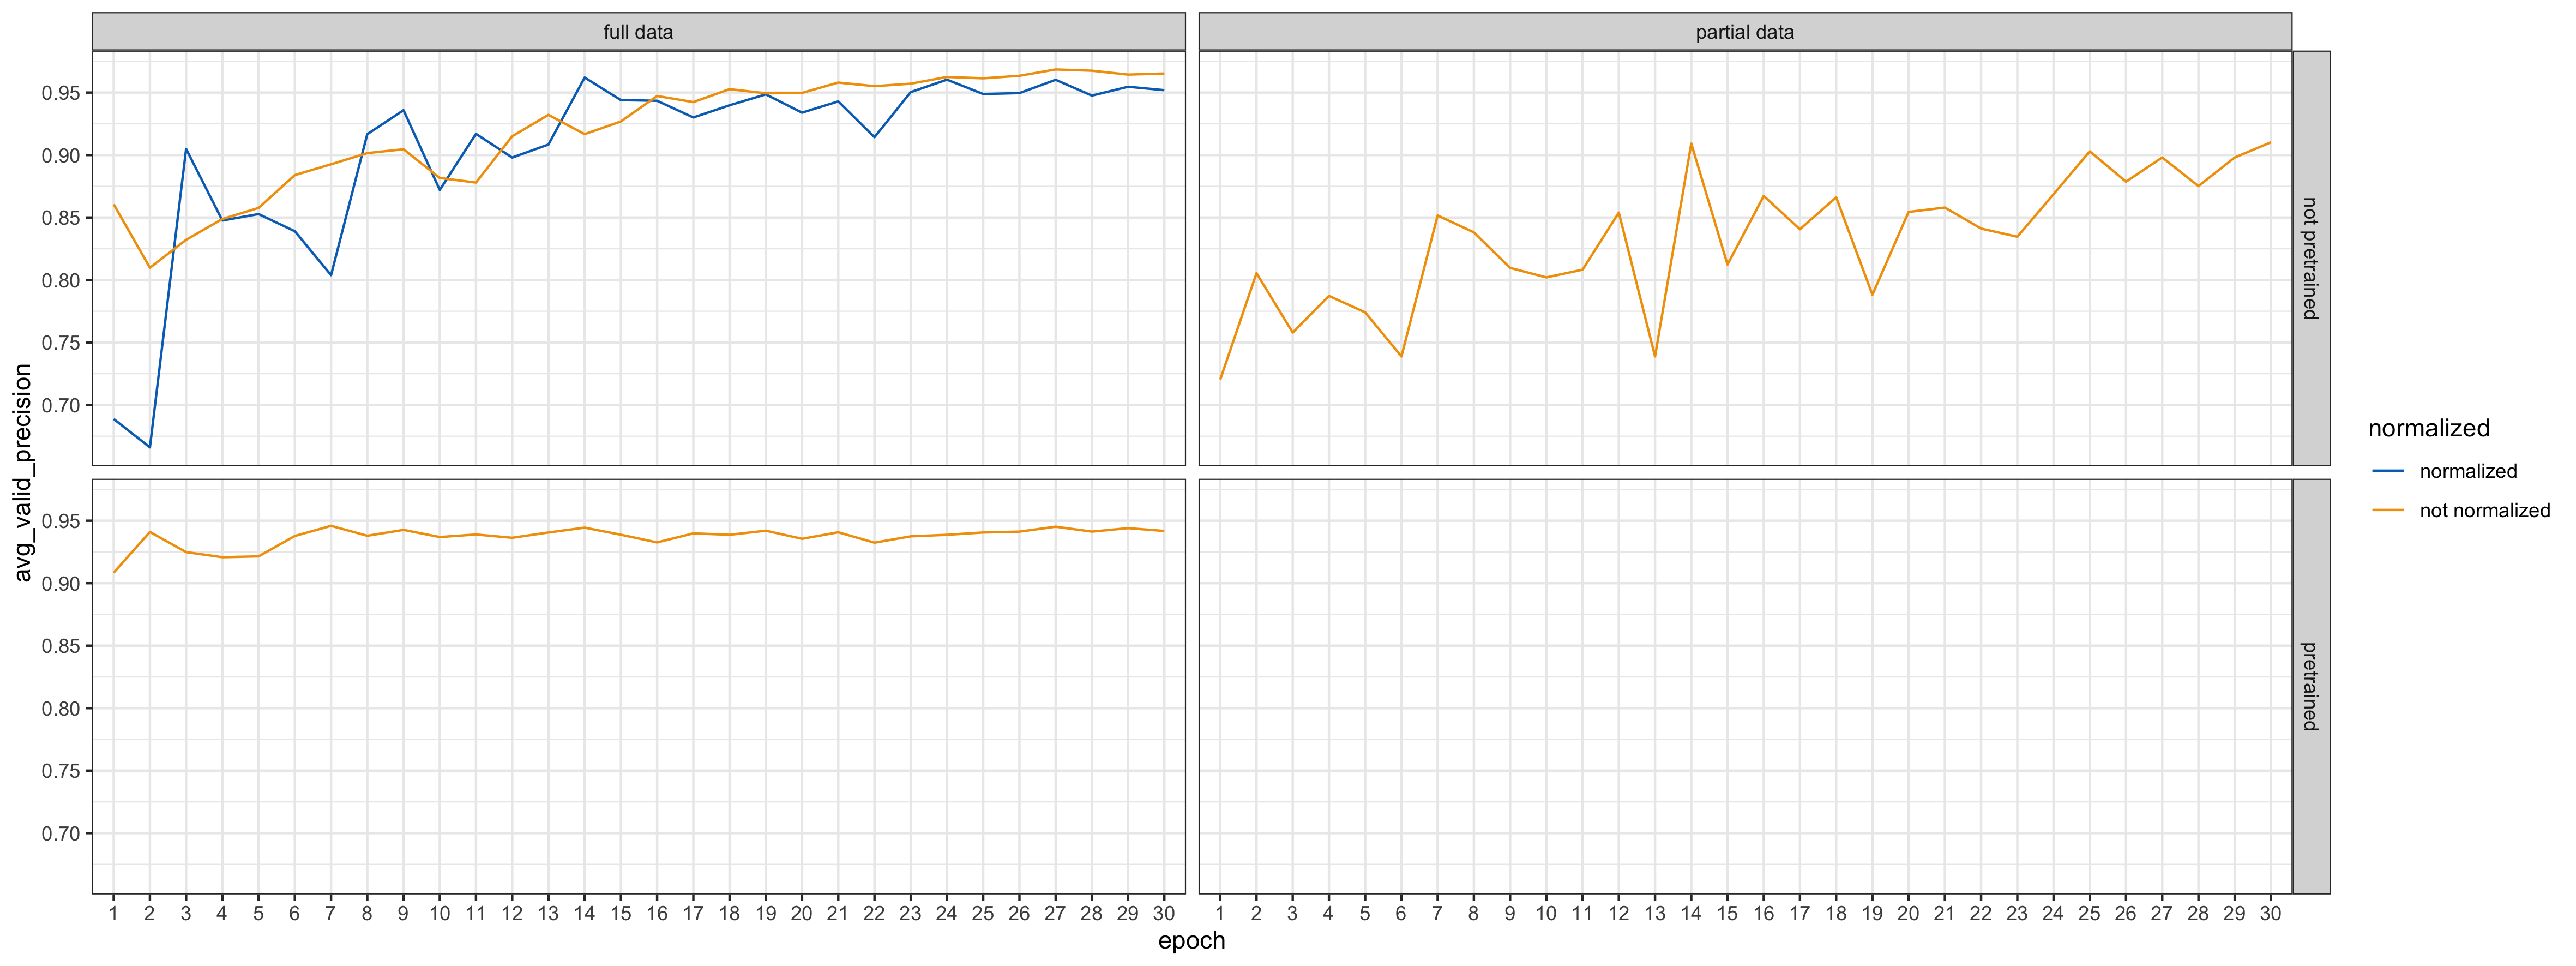 full data
partial data
0.95
0.90
0.85
0.80
0.75
0.70
not pretrained
0.95
0.90
0.85
0.80
0.75
0.70
pretrained
avg_valid_precision
1 2 3 4 5 6 7 8 9 10 11 12 13 14 15 16 17 18 19 20 21 22 23 24 25 26 27 28 29 30
1 2 3 4 5 6 7 8 9 10 11 12 13 14 15 16 17 18 19 20 21 22 23 24 25 26 27 28 29 30
epoch
normalized
normalized
not normalized